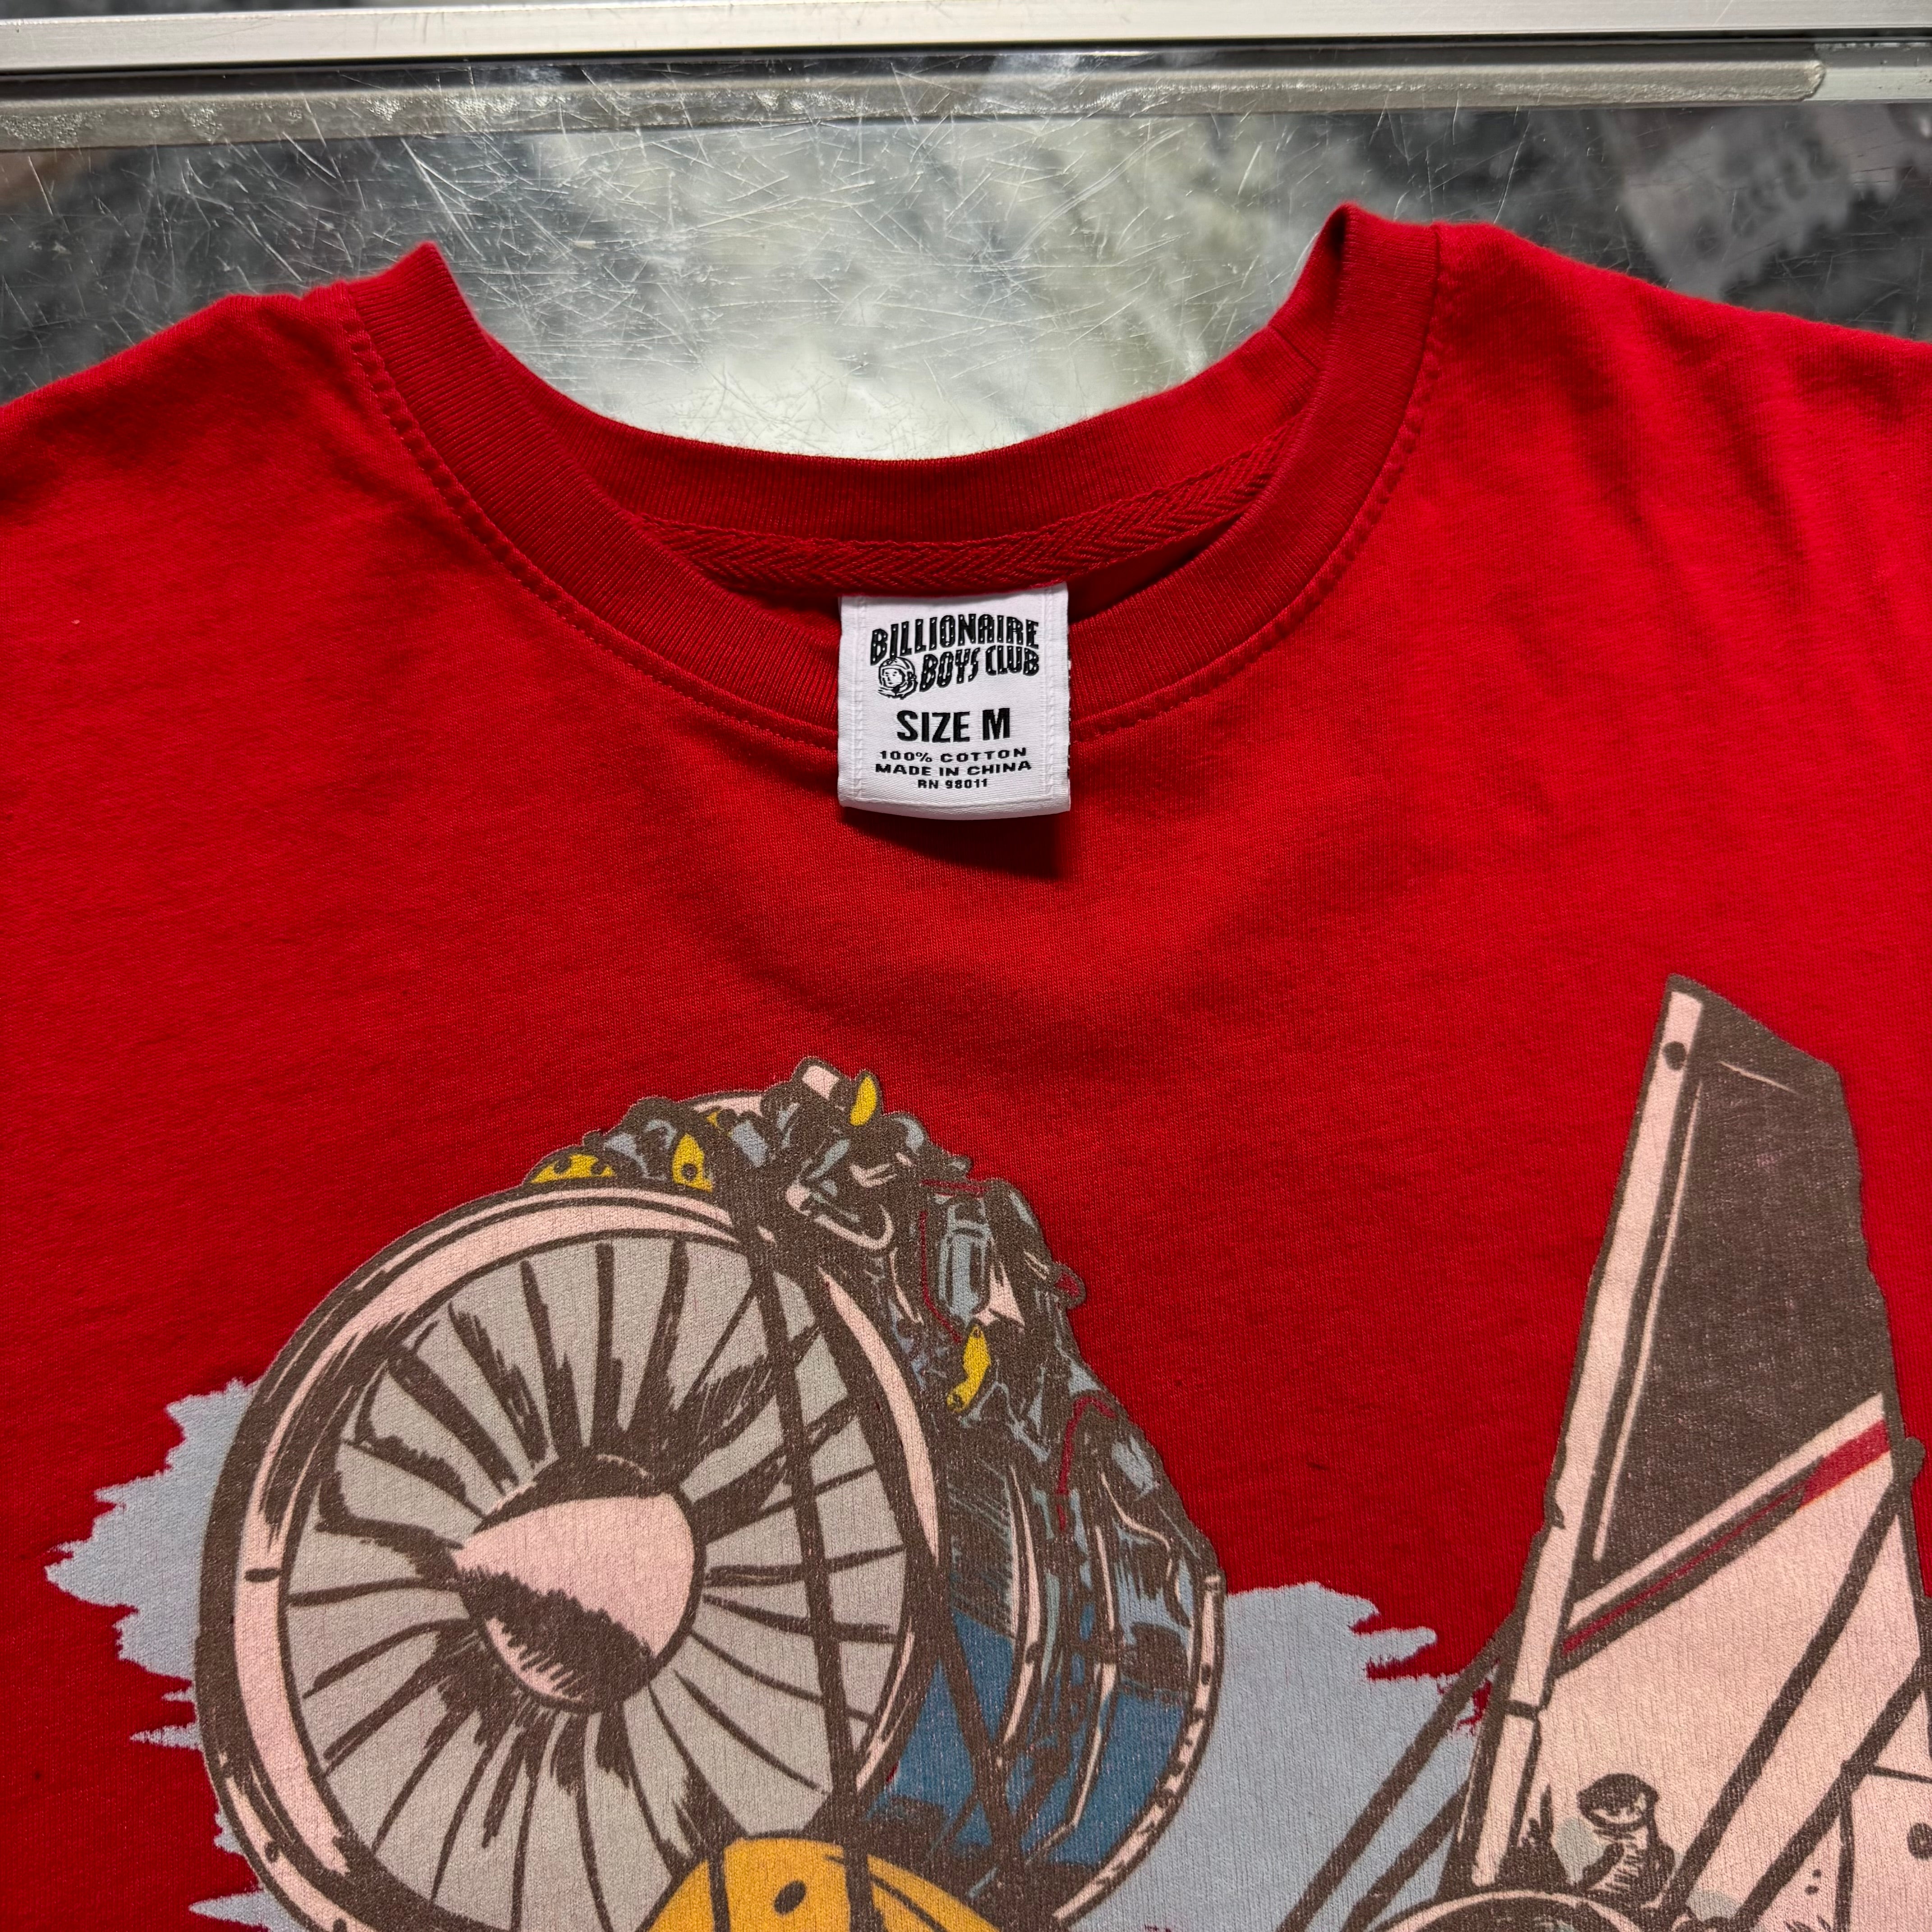 BILLIONAIRE
BOYS CLUB
SIZE M
100% COTTON
MADE IN CHINA
RN 98011